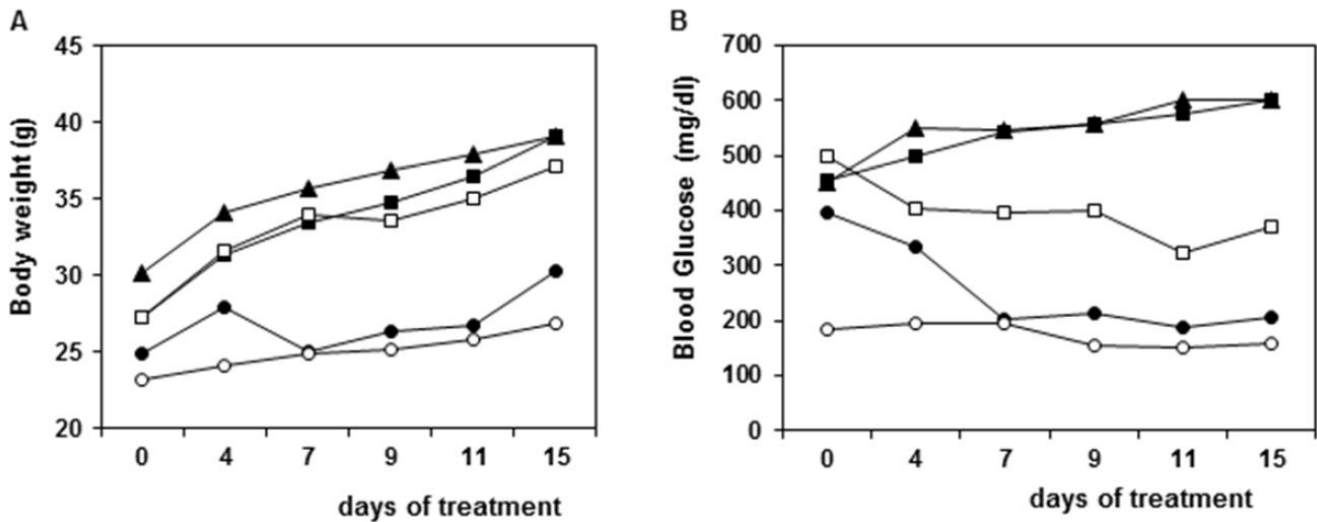 A
Body weight (g)
45
40
35
30
25
20
0 4 7 9 11 15
days of treatment
B
Blood Glucose (mg/dl)
700
600
500
400
300
200
100
0
0 4 7 9 11 15
days of treatment